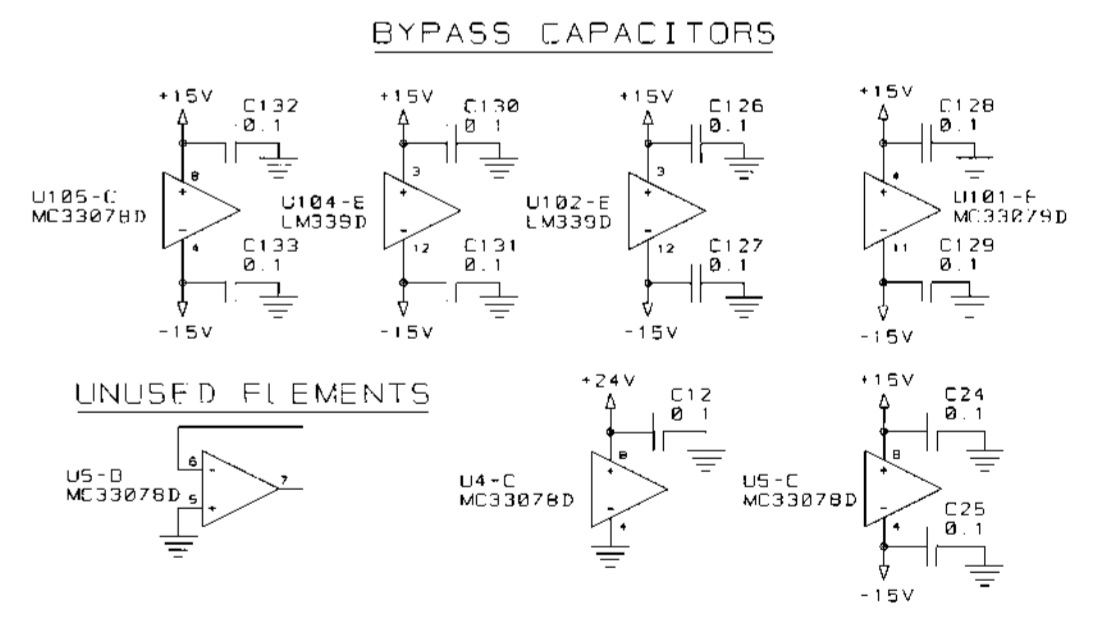 BYPASS CAPACITORS
+15V
C132
0.1
8
U105-C
MC33078D
4
C133
0.1
-15V
+15V
C130
0 1
3
U104-E
LM339D
12
C131
0.1
-15V
+15V
C126
0.1
3
U102-E
LM339D
12
C127
0.1
-15V
+15V
C128
0.1
4
U101-E
MC33079D
11
C129
0.1
-15V
UNUSED ELEMENTS
6
U5-B
MC33078D
5
7
+24V
C12
0 1
8
U4-C
MC33078D
4
+15V
C24
0.1
8
U5-C
MC33078D
4
C25
0.1
-15V